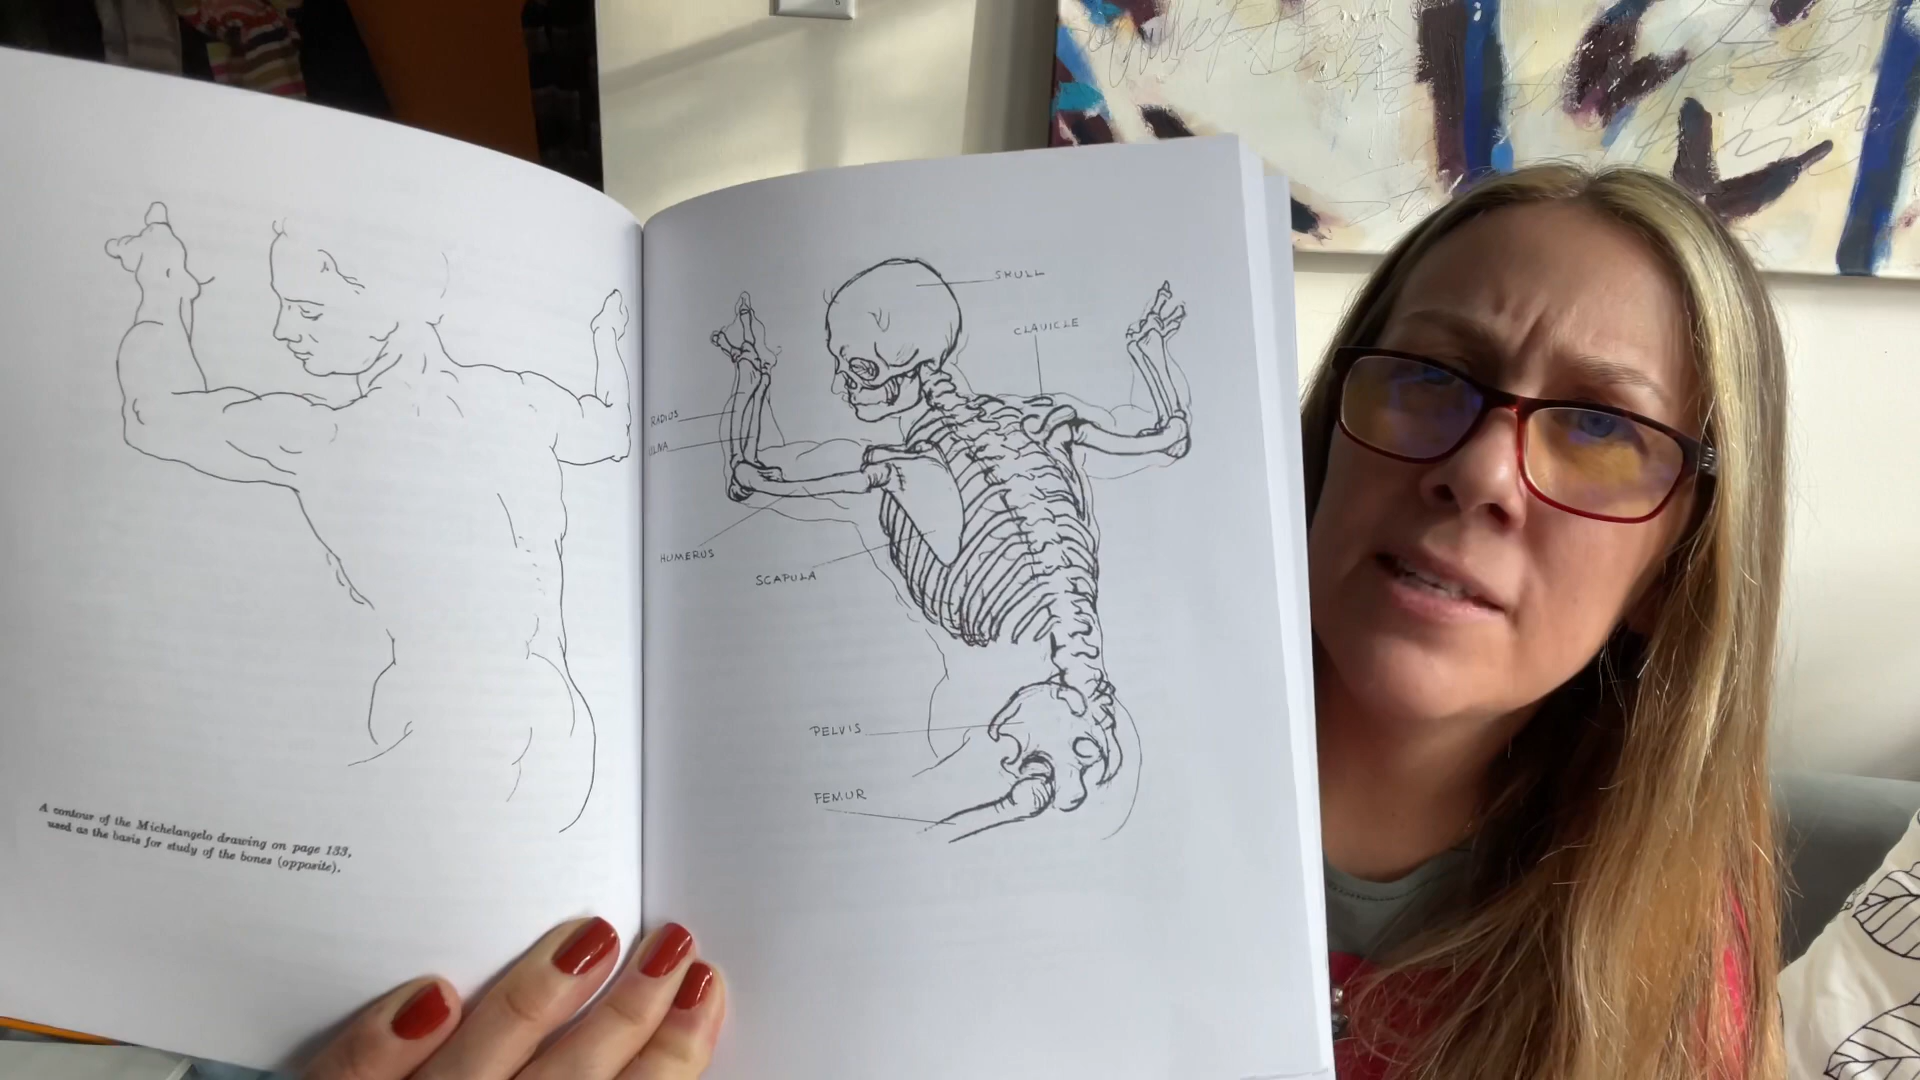 A contour of the Michelangelo drawing on page 133,
used as the basis for study of the bones (opposite).
SKULL
CLAVICLE
RADIUS
ULNA
HUMERUS
SCAPULA
PELVIS
FEMUR